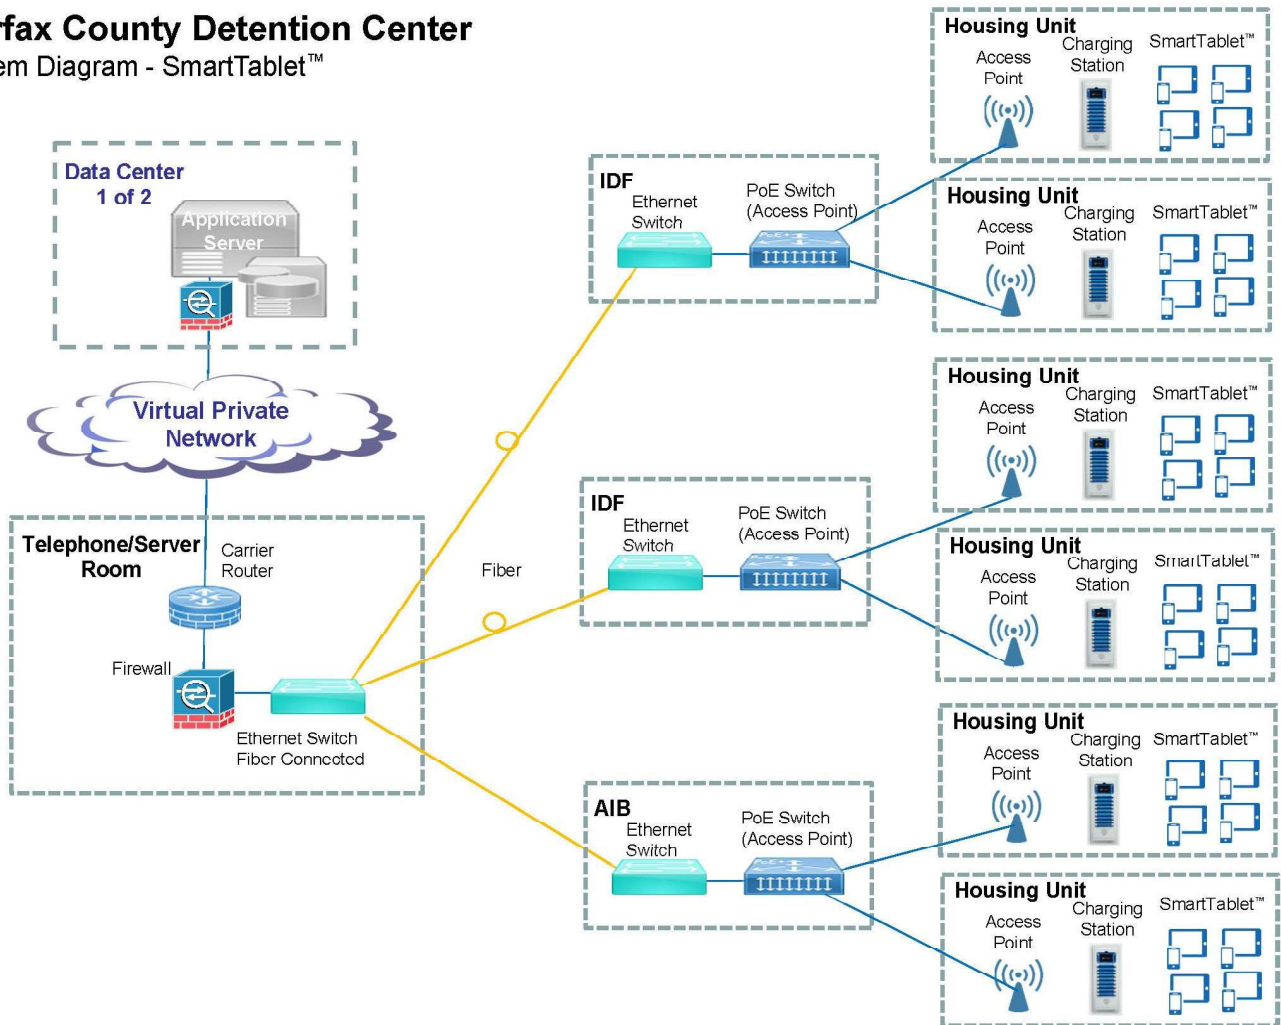 rfax County Detention Center
em Diagram - SmartTablet™
Data Center
1 of 2
Application
Server
Virtual Private
Network
Telephone/Server
Room
Carrier
Router
Firewall
Ethernet Switch
Fiber Connected
Fiber
IDF
Ethernet
Switch
PoE Switch
(Access Point)
PoE+
IDF
Ethernet
Switch
PoE Switch
(Access Point)
PoE+
AIB
Ethernet
Switch
PoE Switch
(Access Point)
PoE+
Housing Unit
Access
Point
Charging
Station
SmartTablet™
Housing Unit
Access
Point
Charging
Station
SmartTablet™
Housing Unit
Access
Point
Charging
Station
SmartTablet™
Housing Unit
Access
Point
Charging
Station
SmartTablet™
Housing Unit
Access
Point
Charging
Station
SmartTablet™
Housing Unit
Access
Point
Charging
Station
SmartTablet™